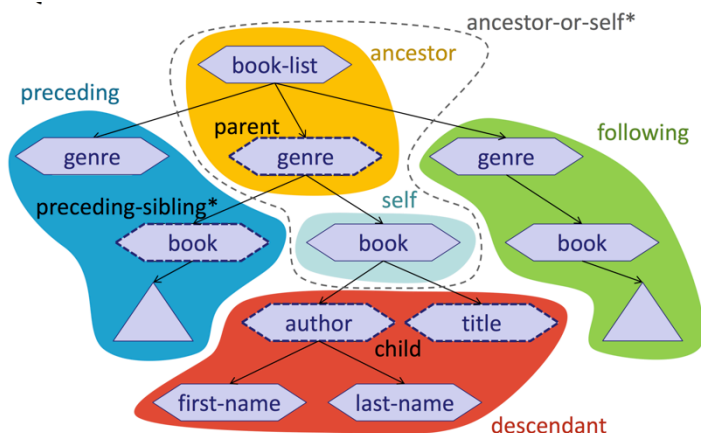 ancestor-or-self*
ancestor
book-list
preceding
parent
following
genre
genre
genre
self
preceding-sibling*
book
book
book
author
title
child
first-name
last-name
descendant